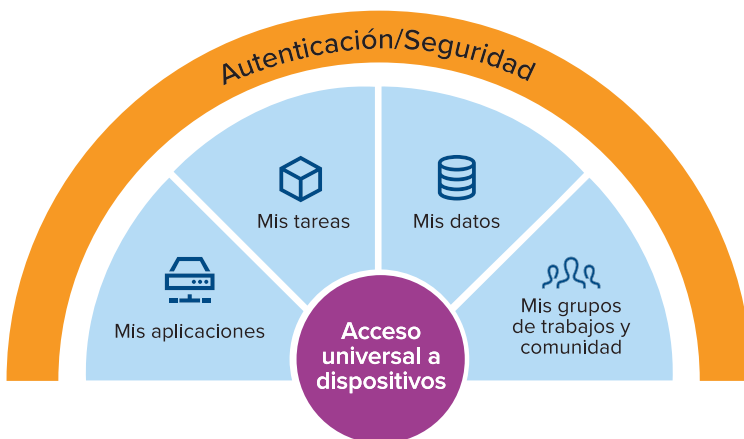 Autenticación/Seguridad
Mis tareas
Mis datos
Mis aplicaciones
Mis grupos
de trabajos y
comunidad
Acceso
universal a
dispositivos